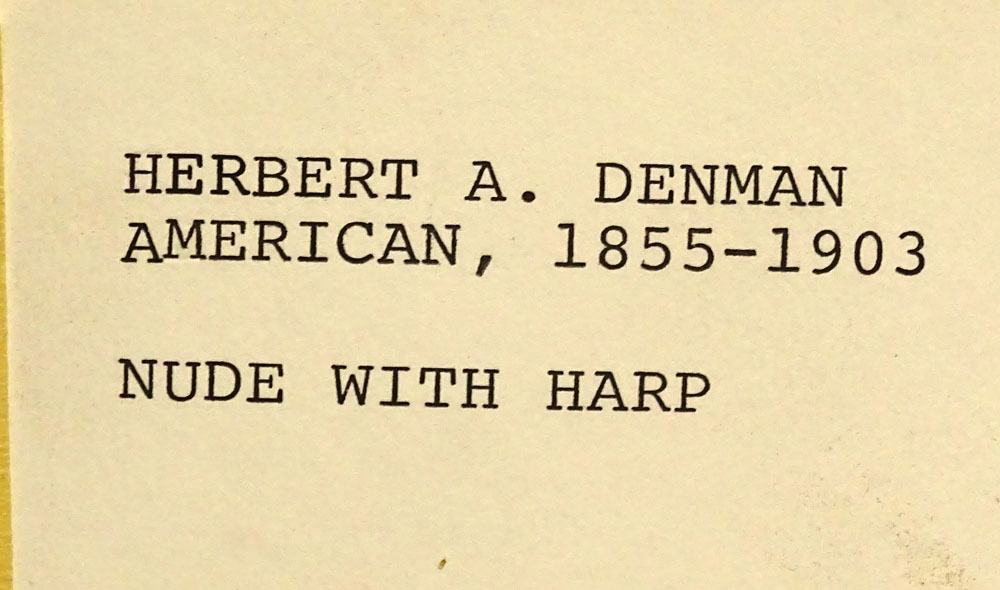 HERBERT A. DENMAN
AMERICAN, 1855-1903
NUDE WITH HARP